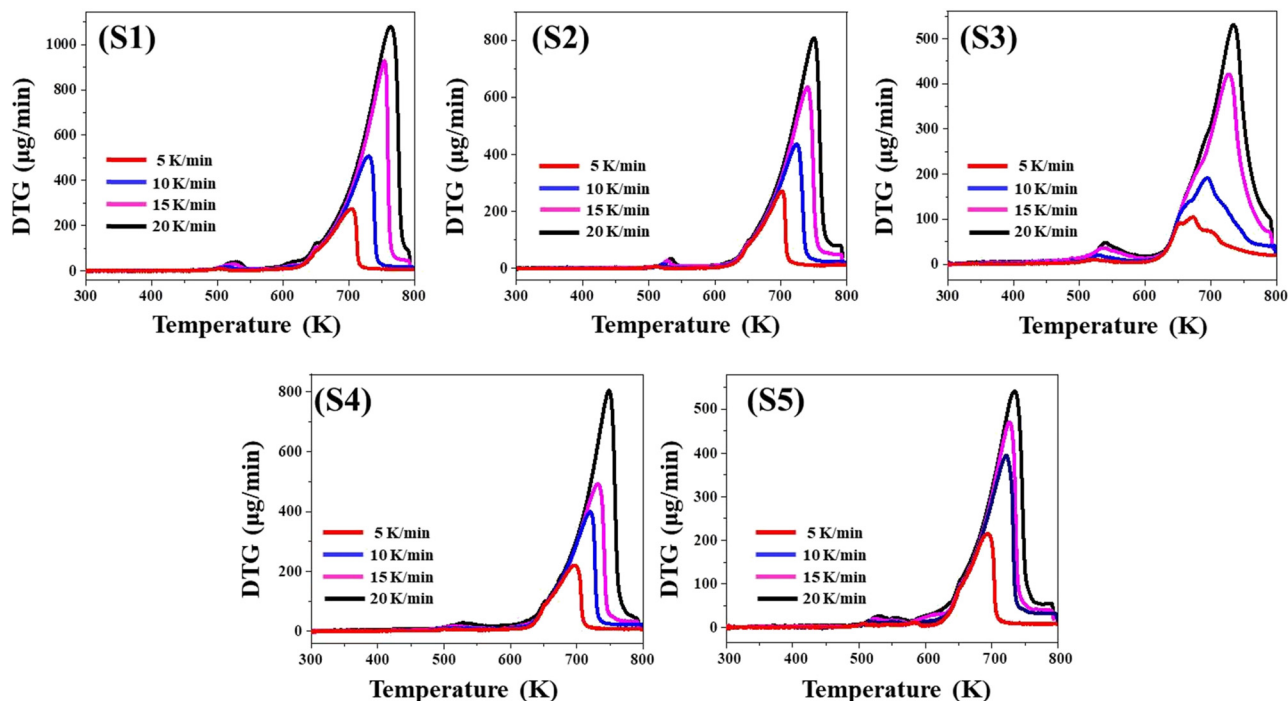 (S1)
DTG (µg/min)
1000
800
600
400
200
0
5 K/min
10 K/min
15 K/min
20 K/min
300 400 500 600 700 800
Temperature (K)
(S2)
DTG (µg/min)
800
600
400
200
0
5 K/min
10 K/min
15 K/min
20 K/min
300 400 500 600 700 800
Temperature (K)
(S3)
DTG (µg/min)
500
400
300
200
100
0
5 K/min
10 K/min
15 K/min
20 K/min
300 400 500 600 700 800
Temperature (K)
(S4)
DTG (µg/min)
800
600
400
200
0
5 K/min
10 K/min
15 K/min
20 K/min
300 400 500 600 700 800
Temperature (K)
(S5)
DTG (µg/min)
500
400
300
200
100
0
5 K/min
10 K/min
15 K/min
20 K/min
300 400 500 600 700 800
Temperature (K)